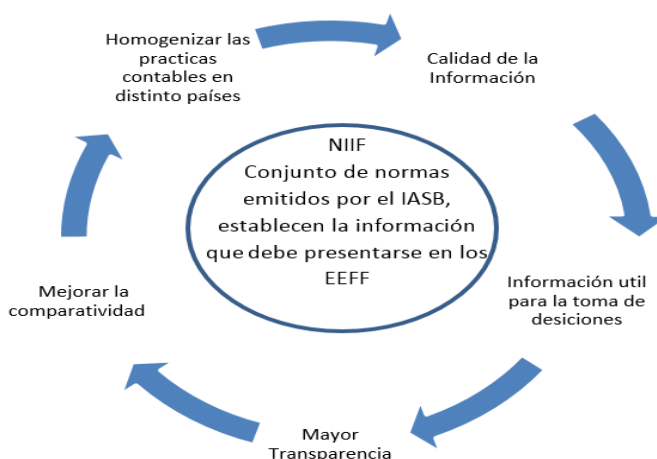 Homogenizar las
practicas
contables en
distinto países
Calidad de la
Información
NIIF
Conjunto de normas
emitidos por el IASB,
establecen la información
que debe presentarse en los
EEFF
Información util
para la toma de
desiciones
Mayor
Transparencia
Mejorar la
comparatividad